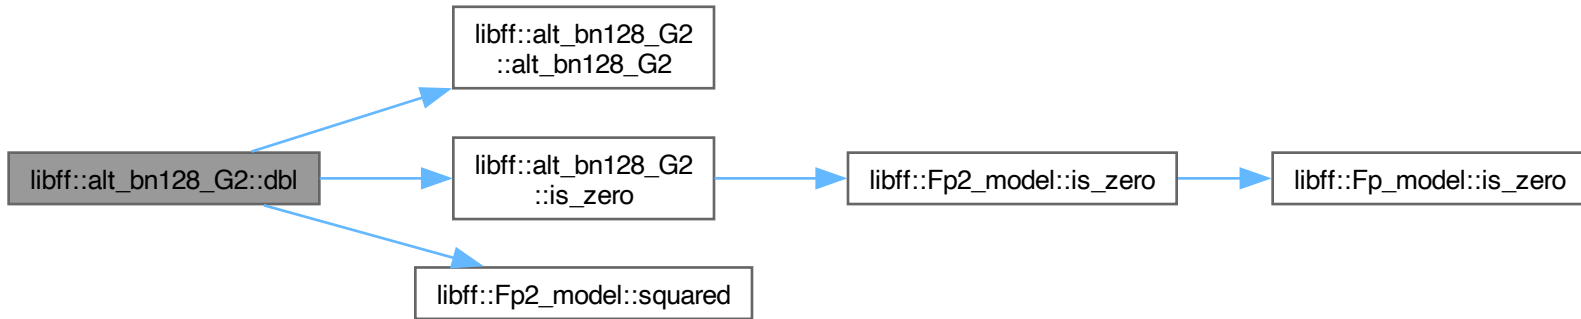 libff::alt_bn128_G2
::alt_bn128_G2
libff::alt_bn128_G2::dbl
libff::alt_bn128_G2
::is_zero
libff::Fp2_model::is_zero
libff::Fp_model::is_zero
libff::Fp2_model::squared